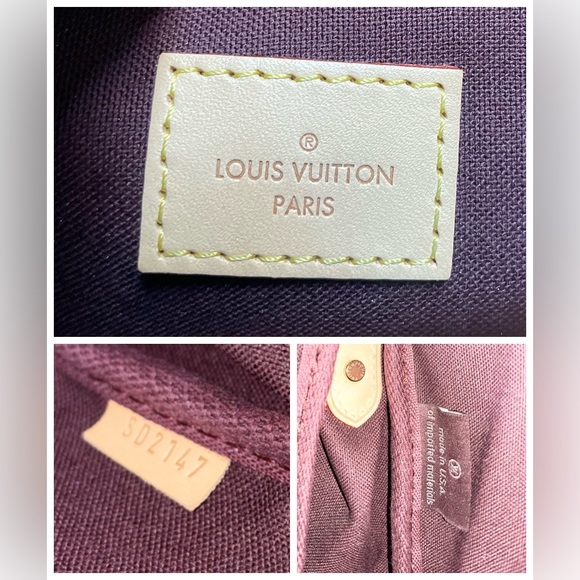 ®
LOUIS VUITTON
PARIS
SD2147
made in U.S.A.
of imported materials